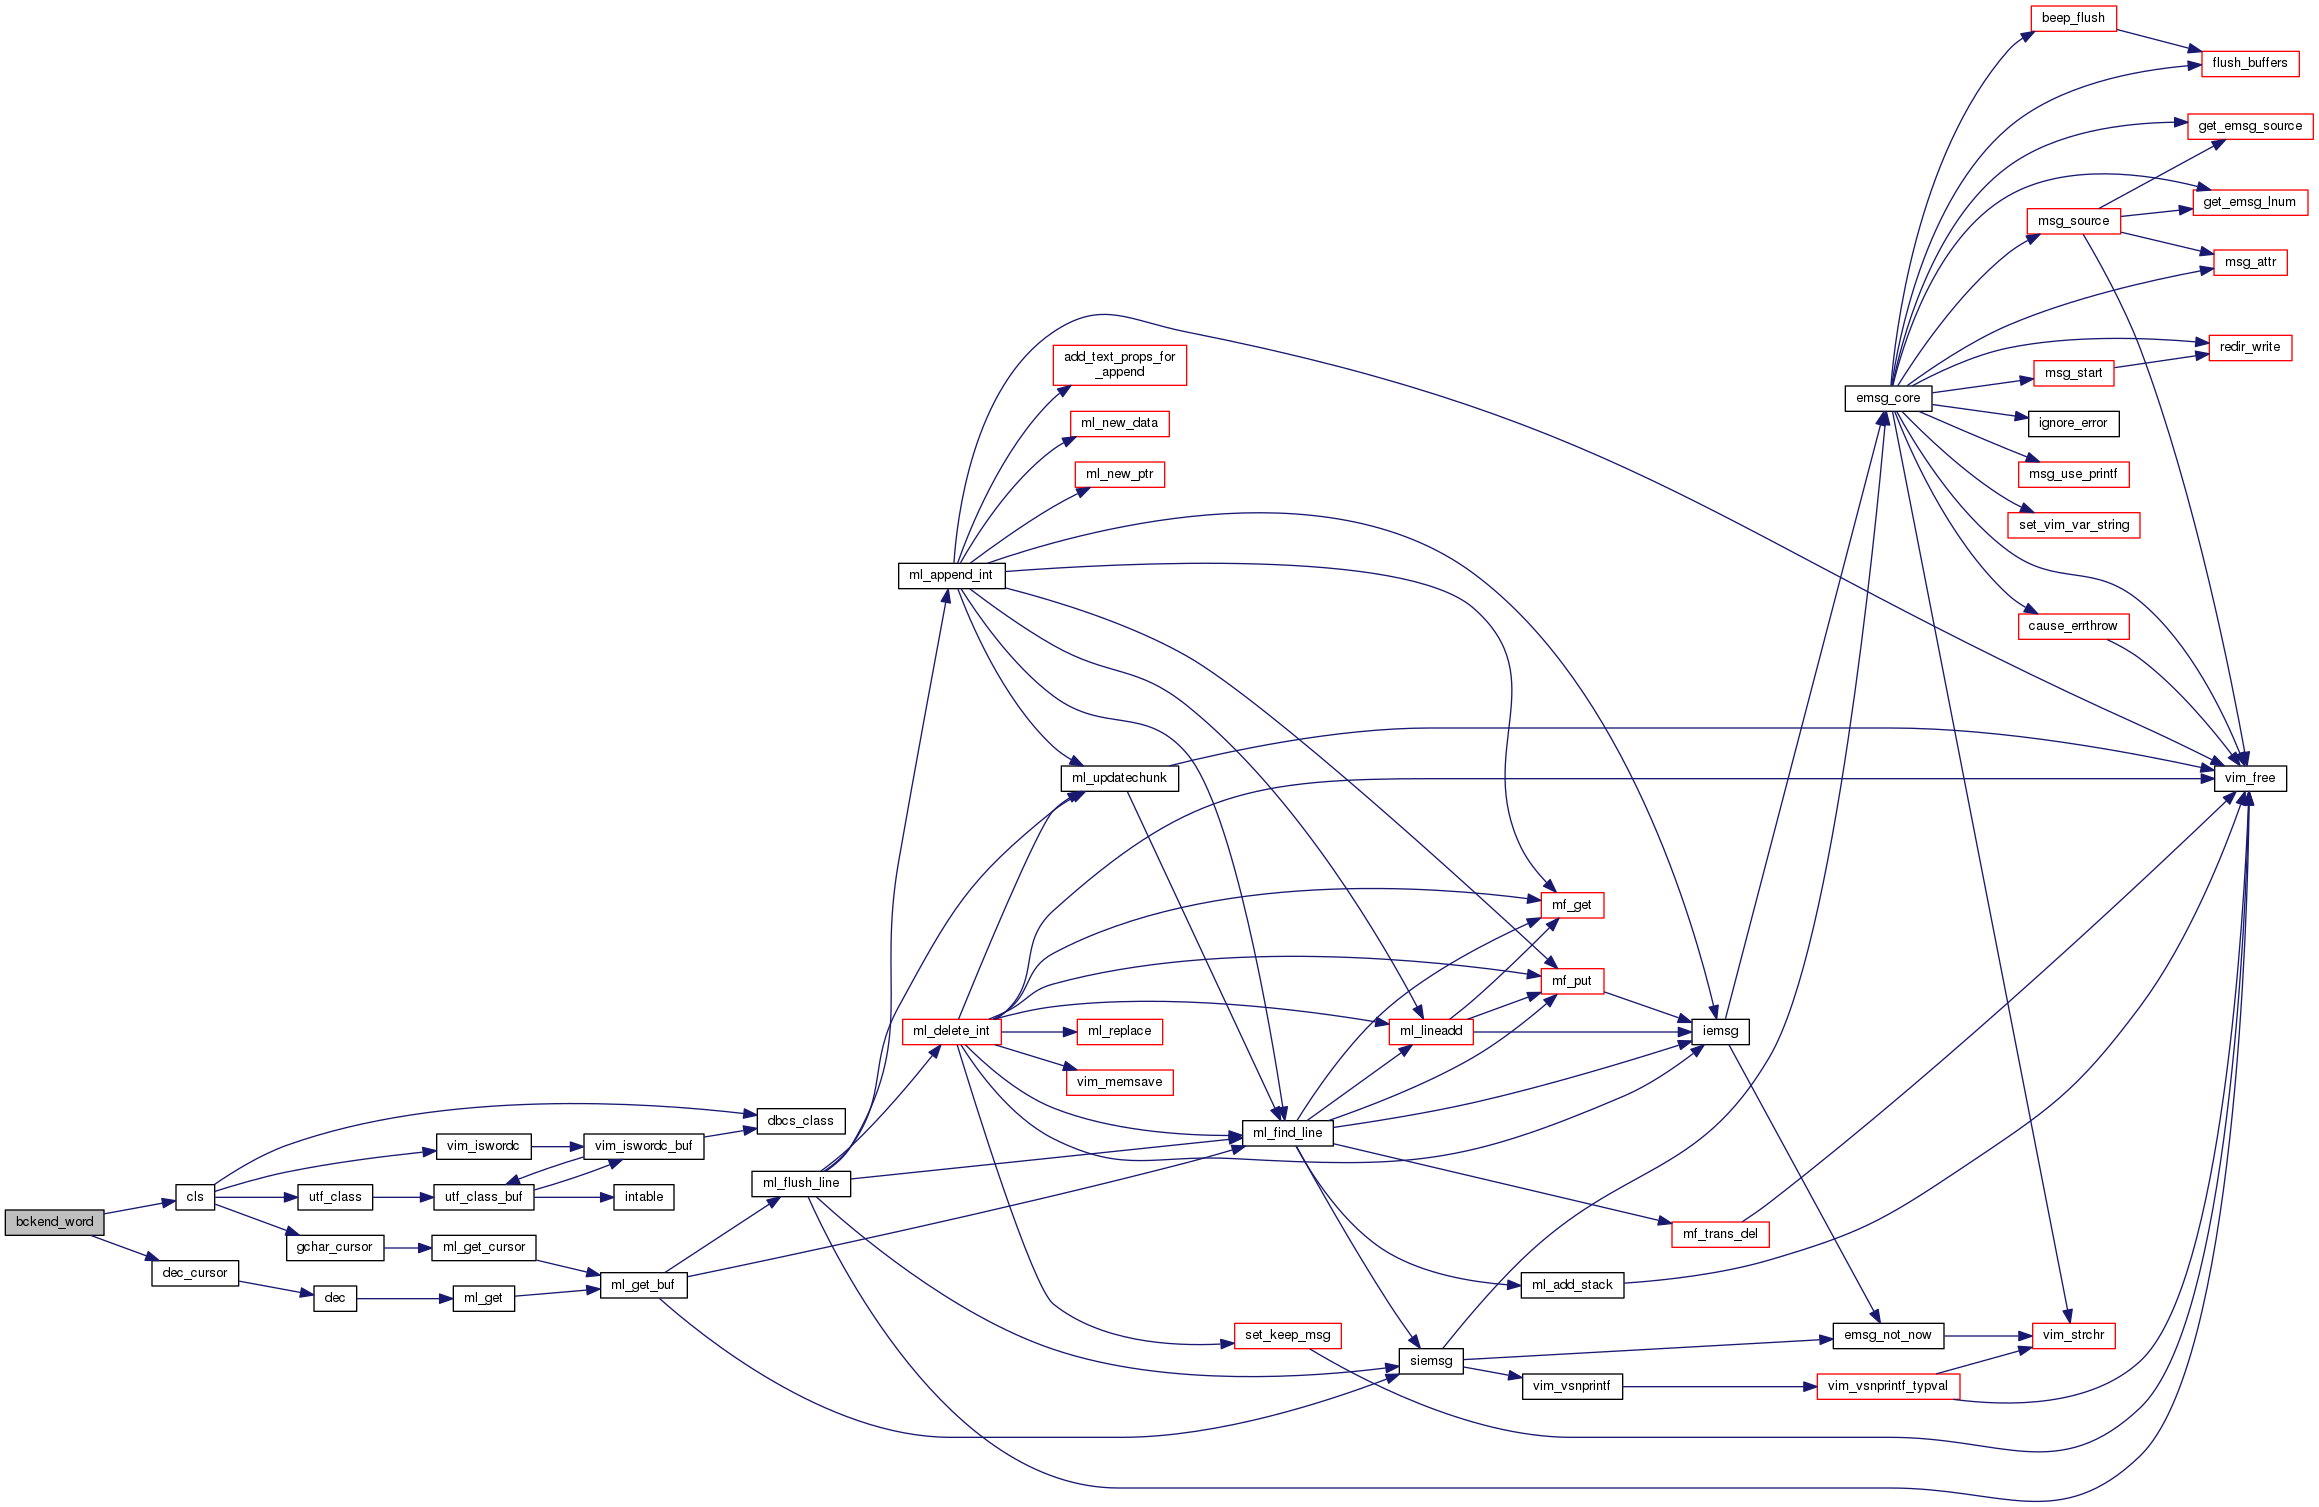 beep_flush
flush_buffers
get_emsg_source
get_emsg_lnum
msg_source
msg_attr
redir_write
add_text_props_for
_append
msg_start
emsg_core
ignore_error
ml_new_data
ml_new_ptr
msg_use_printf
set_vim_var_string
ml_append_int
cause_errthrow
ml_updatechunk
vim_free
mf_get
mf_put
ml_delete_int
ml_replace
ml_lineadd
iemsg
vim_memsave
dbcs_class
vim_iswordc
vim_iswordc_buf
ml_find_line
ml_flush_line
cls
utf_class
utf_class_buf
intable
bckend_word
mf_trans_del
gchar_cursor
ml_get_cursor
dec_cursor
ml_get_buf
ml_add_stack
dec
ml_get
set_keep_msg
emsg_not_now
vim_strchr
siemsg
vim_vsnprintf
vim_vsnprintf_typval